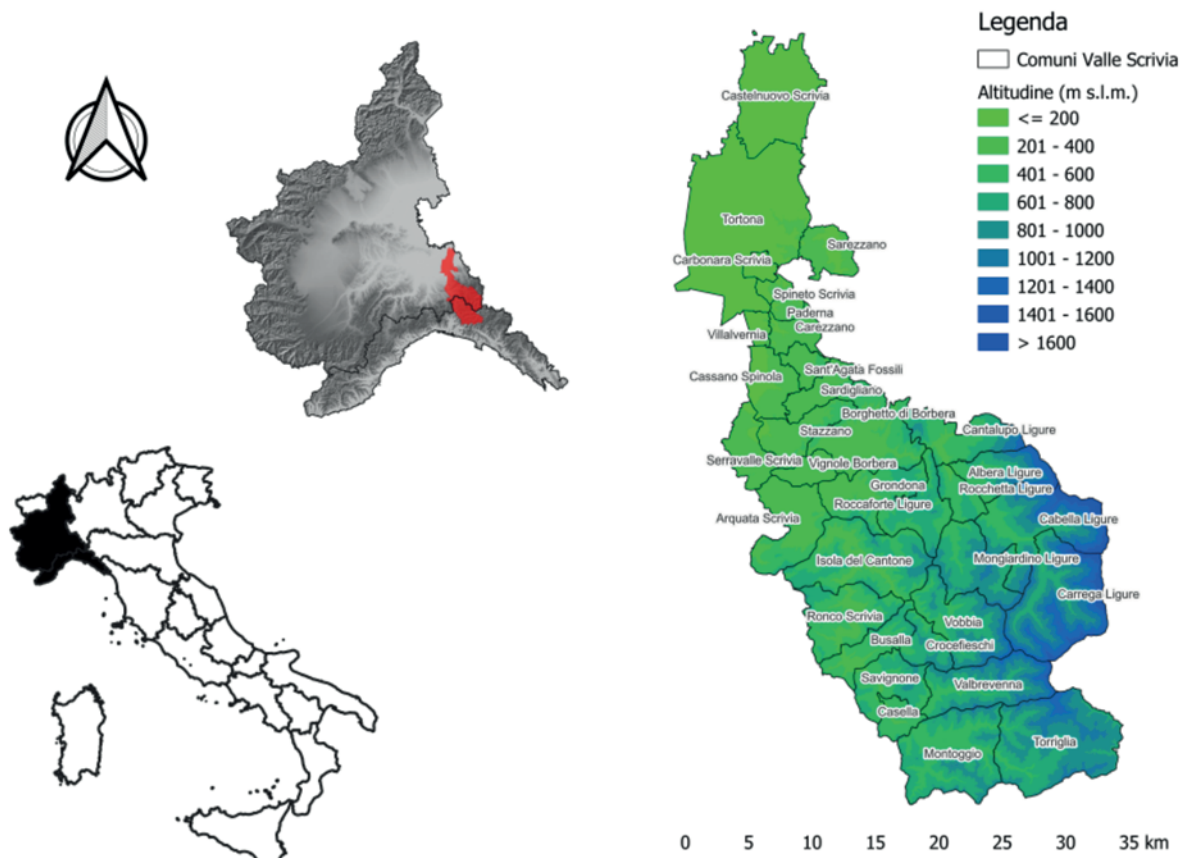 Legenda
Comuni Valle Scrivia
Altitudine (m s.l.m.)
<= 200
201 - 400
401 - 600
601 - 800
801 - 1000
1001 - 1200
1201 - 1400
1401 - 1600
> 1600
Castelnuovo Scrivia
Tortona
Sarezzano
Carbonara Scrivia
Spineto Scrivia
Paderna
Carezzano
Villalvernia
Sant'Agata Fossili
Cassano Spinola
Sardigliano
Borghetto di Borbera
Cantalupo Ligure
Stazzano
Serravalle Scrivia
Vignole Borbera
Albera Ligure
Grondona
Rocchetta Ligure
Roccaforte Ligure
Arquata Scrivia
Cabella Ligure
Isola del Cantone
Mongiardino Ligure
Carrega Ligure
Ronco Scrivia
Vobbia
Busalla
Crocefieschi
Savignone
Valbrevenna
Casella
Torriglia
Montoggio
0 5 10 15 20 25 30 35 km